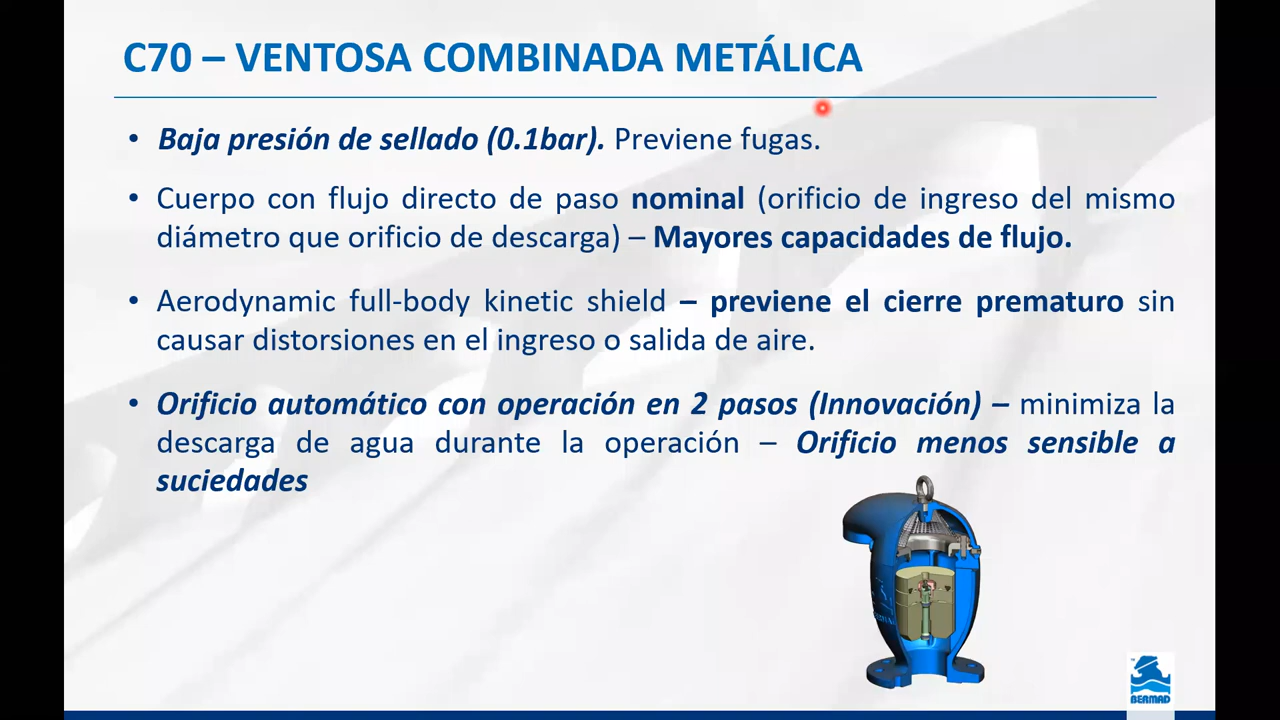 C70 – VENTOSA COMBINADA METÁLICA
• Baja presión de sellado (0.1bar). Previene fugas.
• Cuerpo con flujo directo de paso nominal (orificio de ingreso del mismo
diámetro que orificio de descarga) – Mayores capacidades de flujo.
• Aerodynamic full-body kinetic shield – previene el cierre prematuro sin
causar distorsiones en el ingreso o salida de aire.
• Orificio automático con operación en 2 pasos (Innovación) – minimiza la
descarga de agua durante la operación – Orificio menos sensible a
suciedades
BERMAD